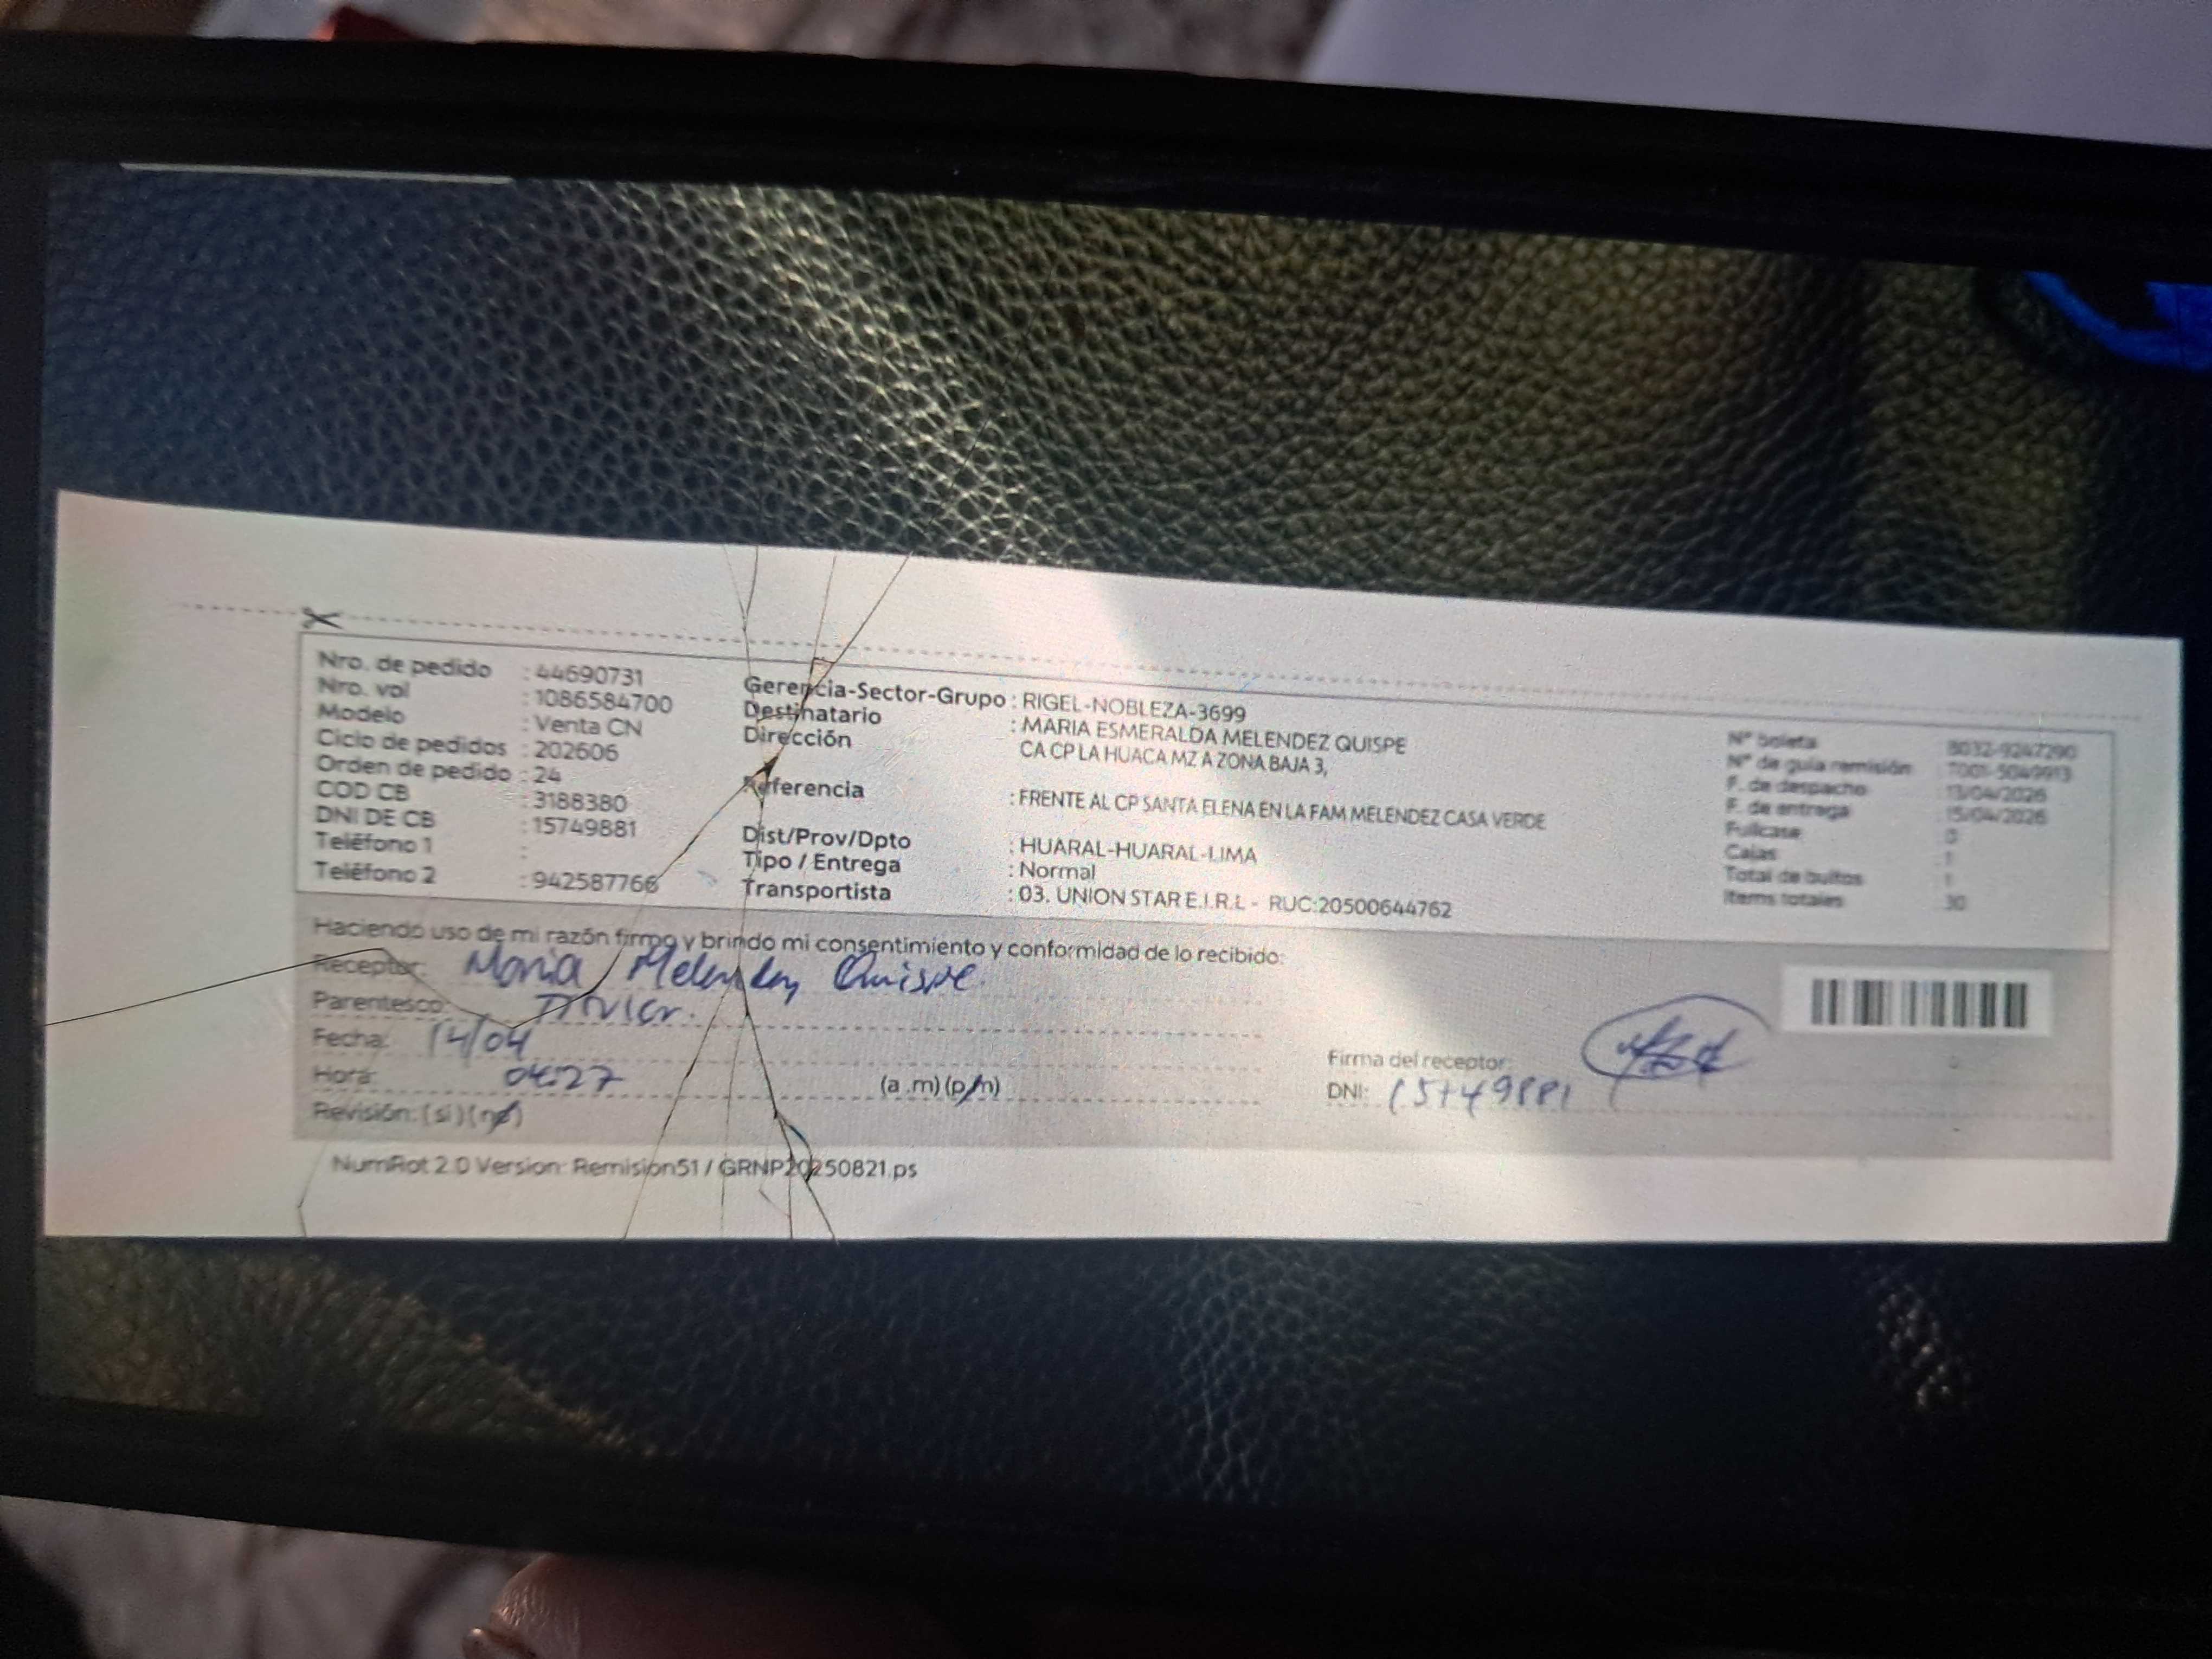 Nro. de pedido : 44690731
Nro. vol : 1086584700
Modelo : Venta CN
Ciclo de pedidos : 202606
Orden de pedido : 24
COD CB : 3188380
DNI DE CB : 15749881
Teléfono 1 :
Teléfono 2 : 942587766
Gerencia-Sector-Grupo : RIGEL-NOBLEZA-3699
Destinatario : MARIA ESMERALDA MELENDEZ QUISPE
Dirección CA CP LA HUACA MZ A ZONA BAJA 3,
Referencia : FRENTE AL CP SANTA ELENA EN LA FAM MELENDEZ CASA VERDE
Dist/Prov/Dpto : HUARAL-HUARAL-LIMA
Tipo / Entrega : Normal
Transportista : 03. UNION STAR E.I.R.L - RUC:20500644762
N° boleta
N° de guía remisión
F. de despacho 13/04/2026
F. de entrega 15/04/2026
Fullcase 0
Cajas 1
Total de bultos 1
Items totales 30
Haciendo uso de mi razón firmo y brindo mi consentimiento y conformidad de lo recibido:
Receptor: Maria Melendez Quispe
Parentesco:
Fecha: 14/04
Hora: 04:27 (a .m) (p/m)
Revisión: (si) (no)
Firma del receptor
DNI: 15749881
NumRot 2.0 Version: Remision51 / GRNP20250821.ps